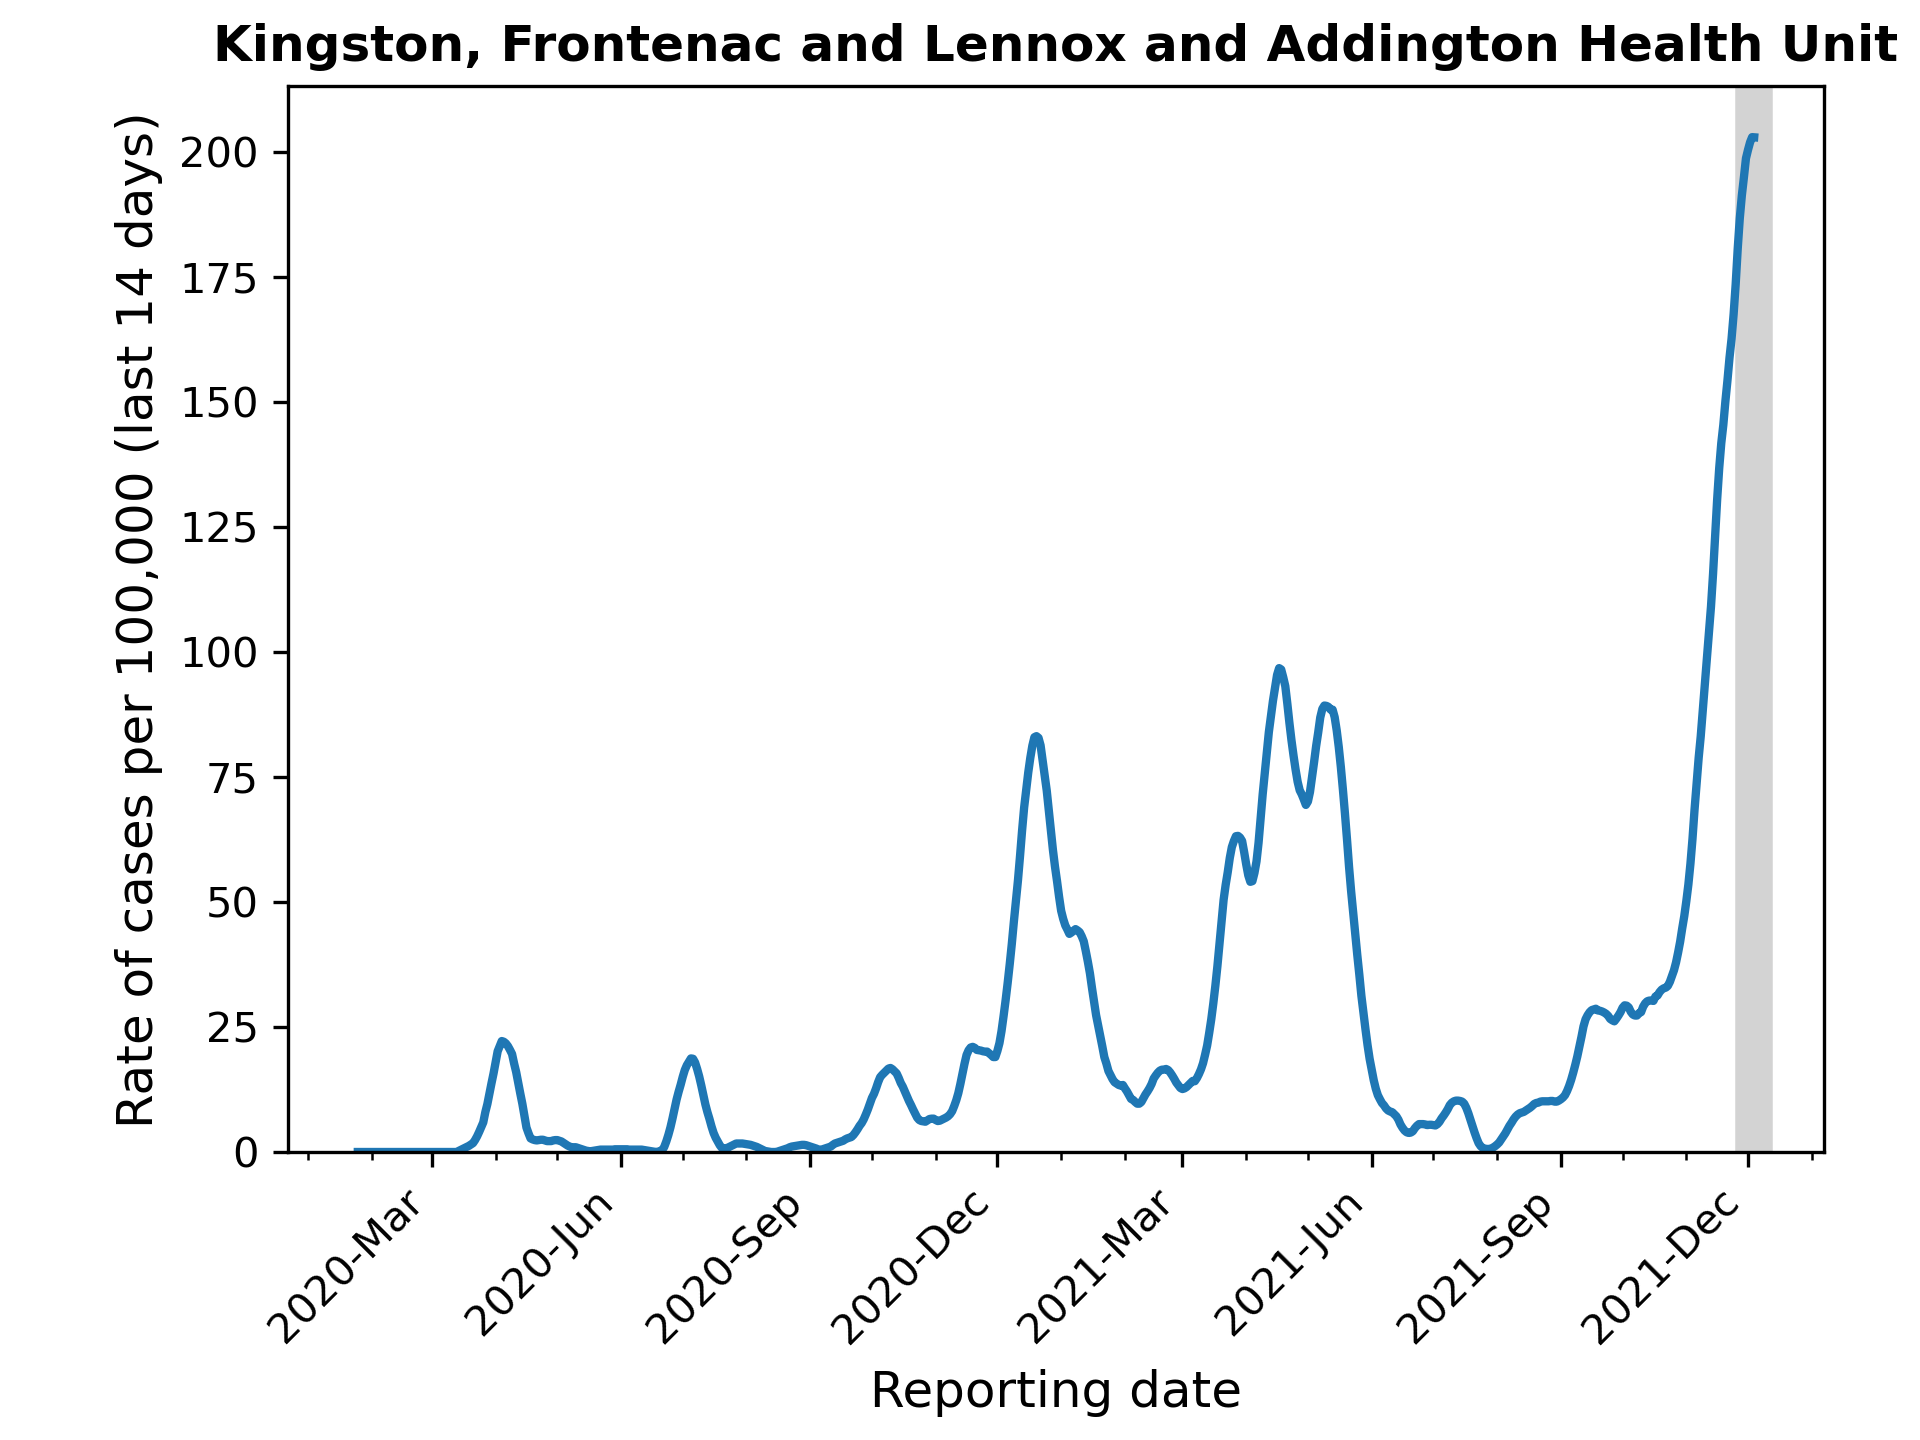 Kingston, Frontenac and Lennox and Addington Health Unit
Rate of cases per 100,000 (last 14 days)
200
175
150
125
100
75
50
25
0
2020-Mar
2020-Jun
2020-Sep
2020-Dec
2021-Mar
2021-Jun
2021-Sep
2021-Dec
Reporting date